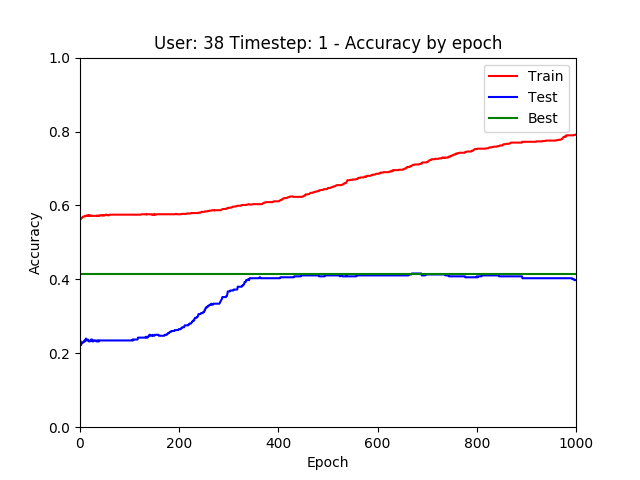 User: 38 Timestep: 1 - Accuracy by epoch
1.0
0.8
0.6
0.4
0.2
0.0
Accuracy
Train
Test
Best
0 200 400 600 800 1000
Epoch